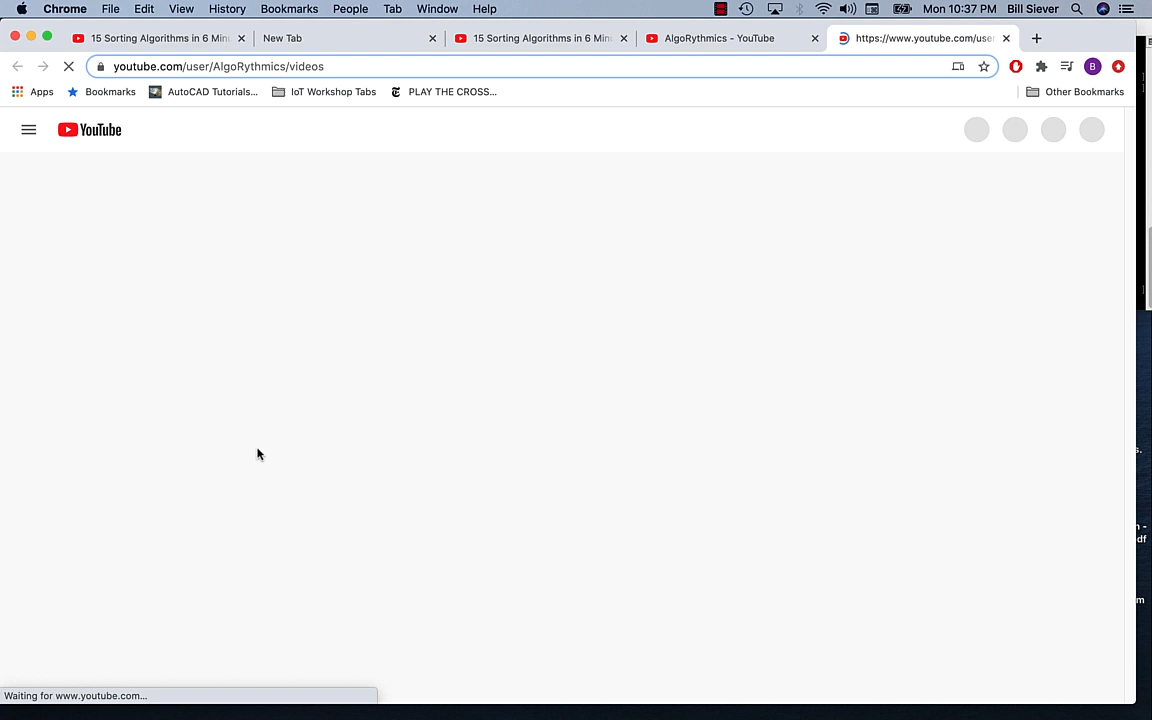 Chrome File Edit View History Bookmarks People Tab Window Help Mon 10:37 PM Bill Siever
15 Sorting Algorithms in 6 Min New Tab 15 Sorting Algorithms in 6 Min AlgoRythmics - YouTube https://www.youtube.com/user
youtube.com/user/AlgoRythmics/videos B
Apps Bookmarks AutoCAD Tutorials... IoT Workshop Tabs PLAY THE CROSS... Other Bookmarks
YouTube
s.
n -
df
m
Waiting for www.youtube.com...